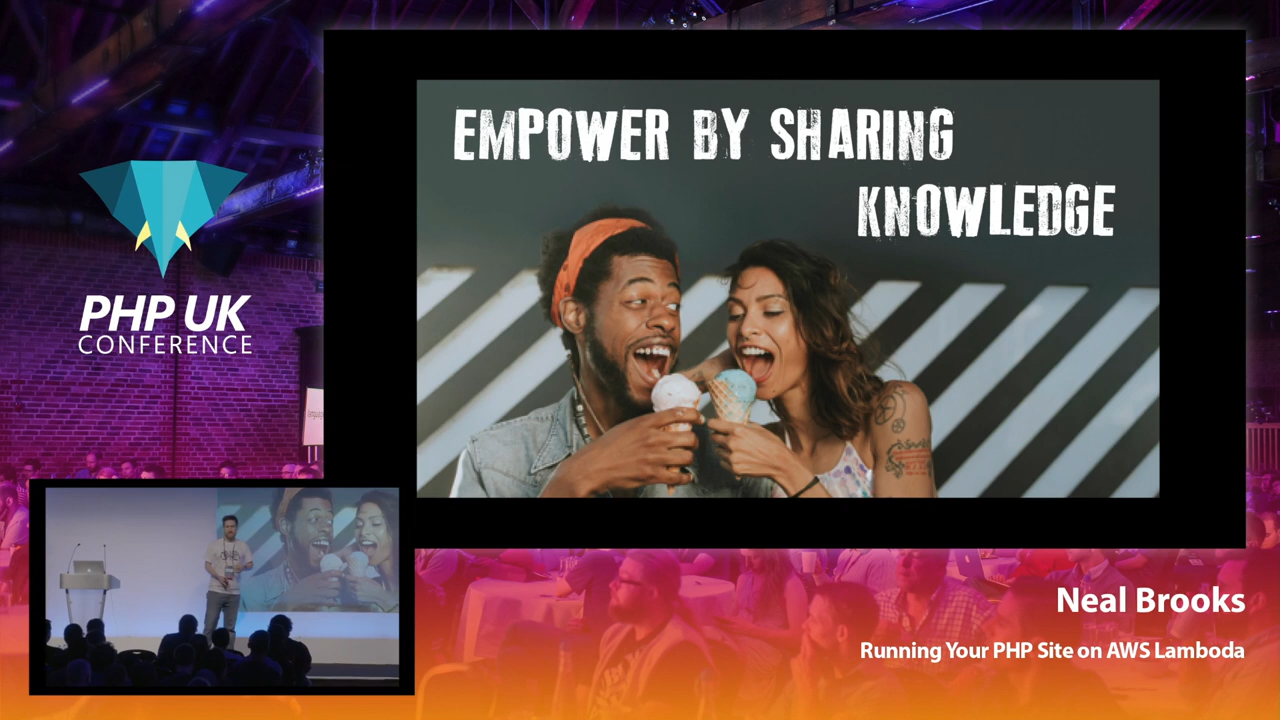 EMPOWER BY SHARING
KNOWLEDGE
PHP UK
CONFERENCE
Neal Brooks
Running Your PHP Site on AWS Lamboda